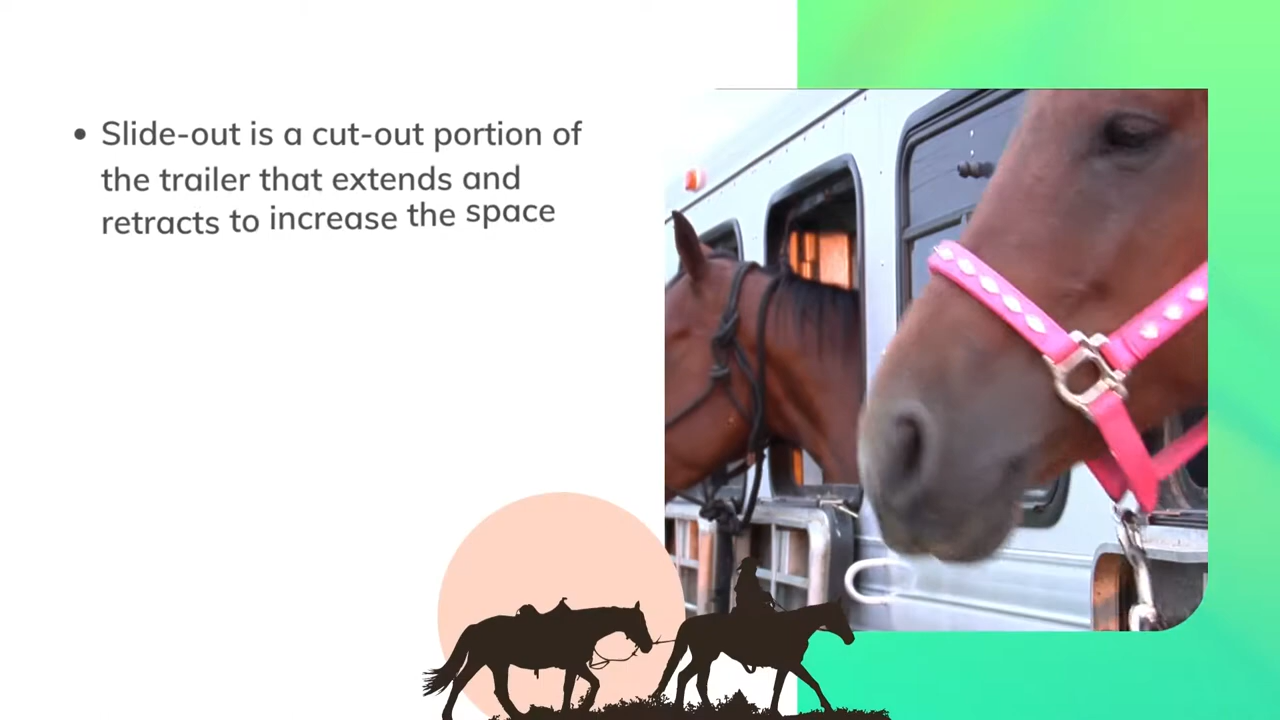 Slide-out is a cut-out portion of
the trailer that extends and
retracts to increase the space